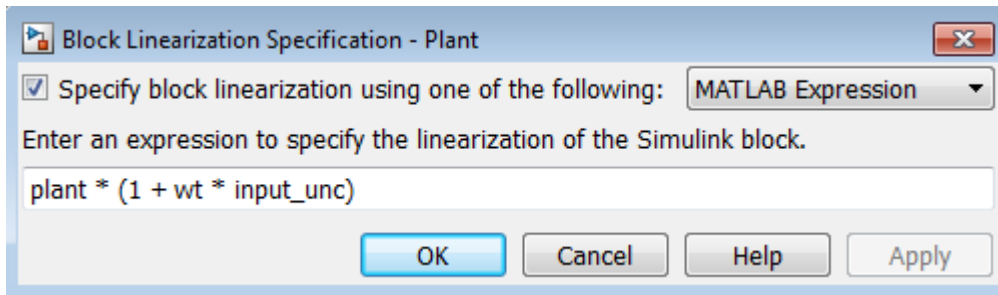 Block Linearization Specification - Plant
Specify block linearization using one of the following: MATLAB Expression
Enter an expression to specify the linearization of the Simulink block.
plant * (1 + wt * input_unc)
OK Cancel Help Apply